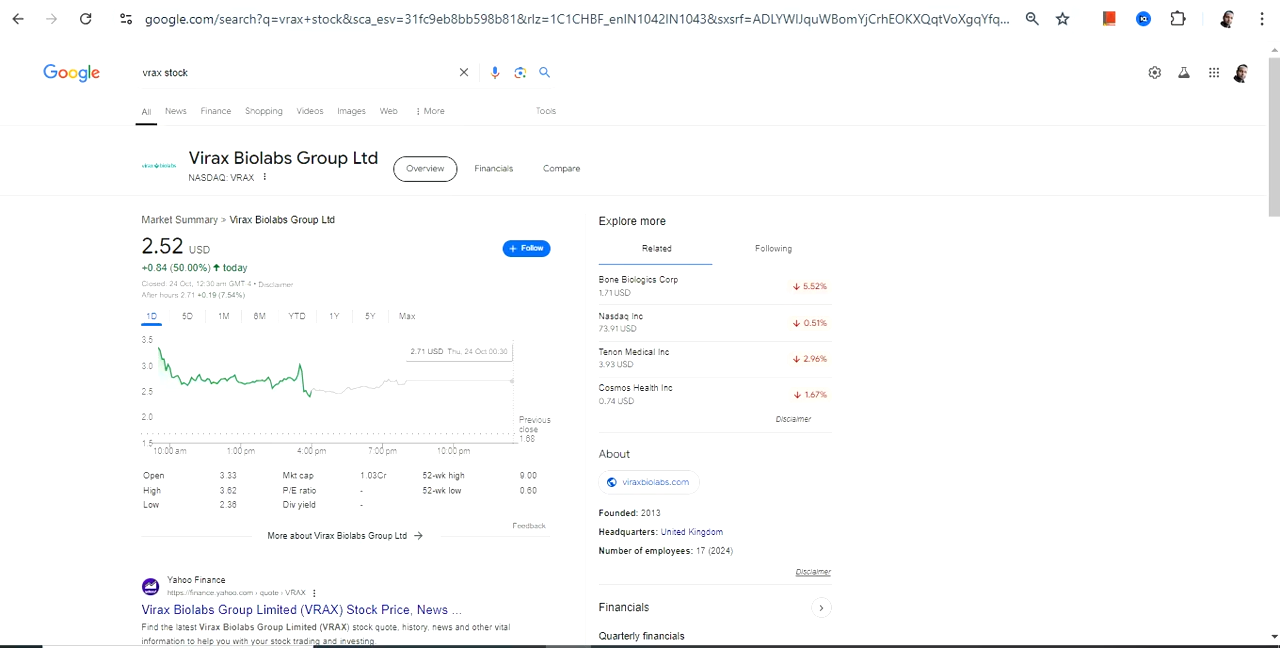 google.com/search?q=vrax+stock&sca_esv=31fc9eb8bb598b81&rlz=1C1CHBF_enIN1042IN1043&sxsrf=ADLYWIJquWBomYjCrhEOKXQqtVoXgqYfq...
Google
vrax stock
All News Finance Shopping Videos Images Web More Tools
virax biolabs
Virax Biolabs Group Ltd
NASDAQ: VRAX
Overview Financials Compare
Market Summary > Virax Biolabs Group Ltd
2.52 USD
+ Follow
+0.84 (50.00%) ↑ today
Closed: 24 Oct, 12:30 am GMT-4 • Disclaimer
After hours 2.71 +0.19 (7.54%)
1D 5D 1M 6M YTD 1Y 5Y Max
3.5
3.0
2.5
2.0
1.5
2.71 USD Thu, 24 Oct 00:30
Previous
close
1.68
10:00 am 1:00 pm 4:00 pm 7:00 pm 10:00 pm
Open 3.33 Mkt cap 1.03Cr 52-wk high 9.00
High 3.62 P/E ratio - 52-wk low 0.60
Low 2.36 Div yield -
Feedback
More about Virax Biolabs Group Ltd →
Yahoo Finance
https://finance.yahoo.com › quote › VRAX
Virax Biolabs Group Limited (VRAX) Stock Price, News ...
Find the latest Virax Biolabs Group Limited (VRAX) stock quote, history, news and other vital
information to help you with your stock trading and investing.
Explore more
Related Following
Bone Biologics Corp
1.71 USD
↓ 5.52%
Nasdaq Inc
73.91 USD
↓ 0.51%
Tenon Medical Inc
3.93 USD
↓ 2.96%
Cosmos Health Inc
0.74 USD
↓ 1.67%
Disclaimer
About
viraxbiolabs.com
Founded: 2013
Headquarters: United Kingdom
Number of employees: 17 (2024)
Disclaimer
Financials
Quarterly financials